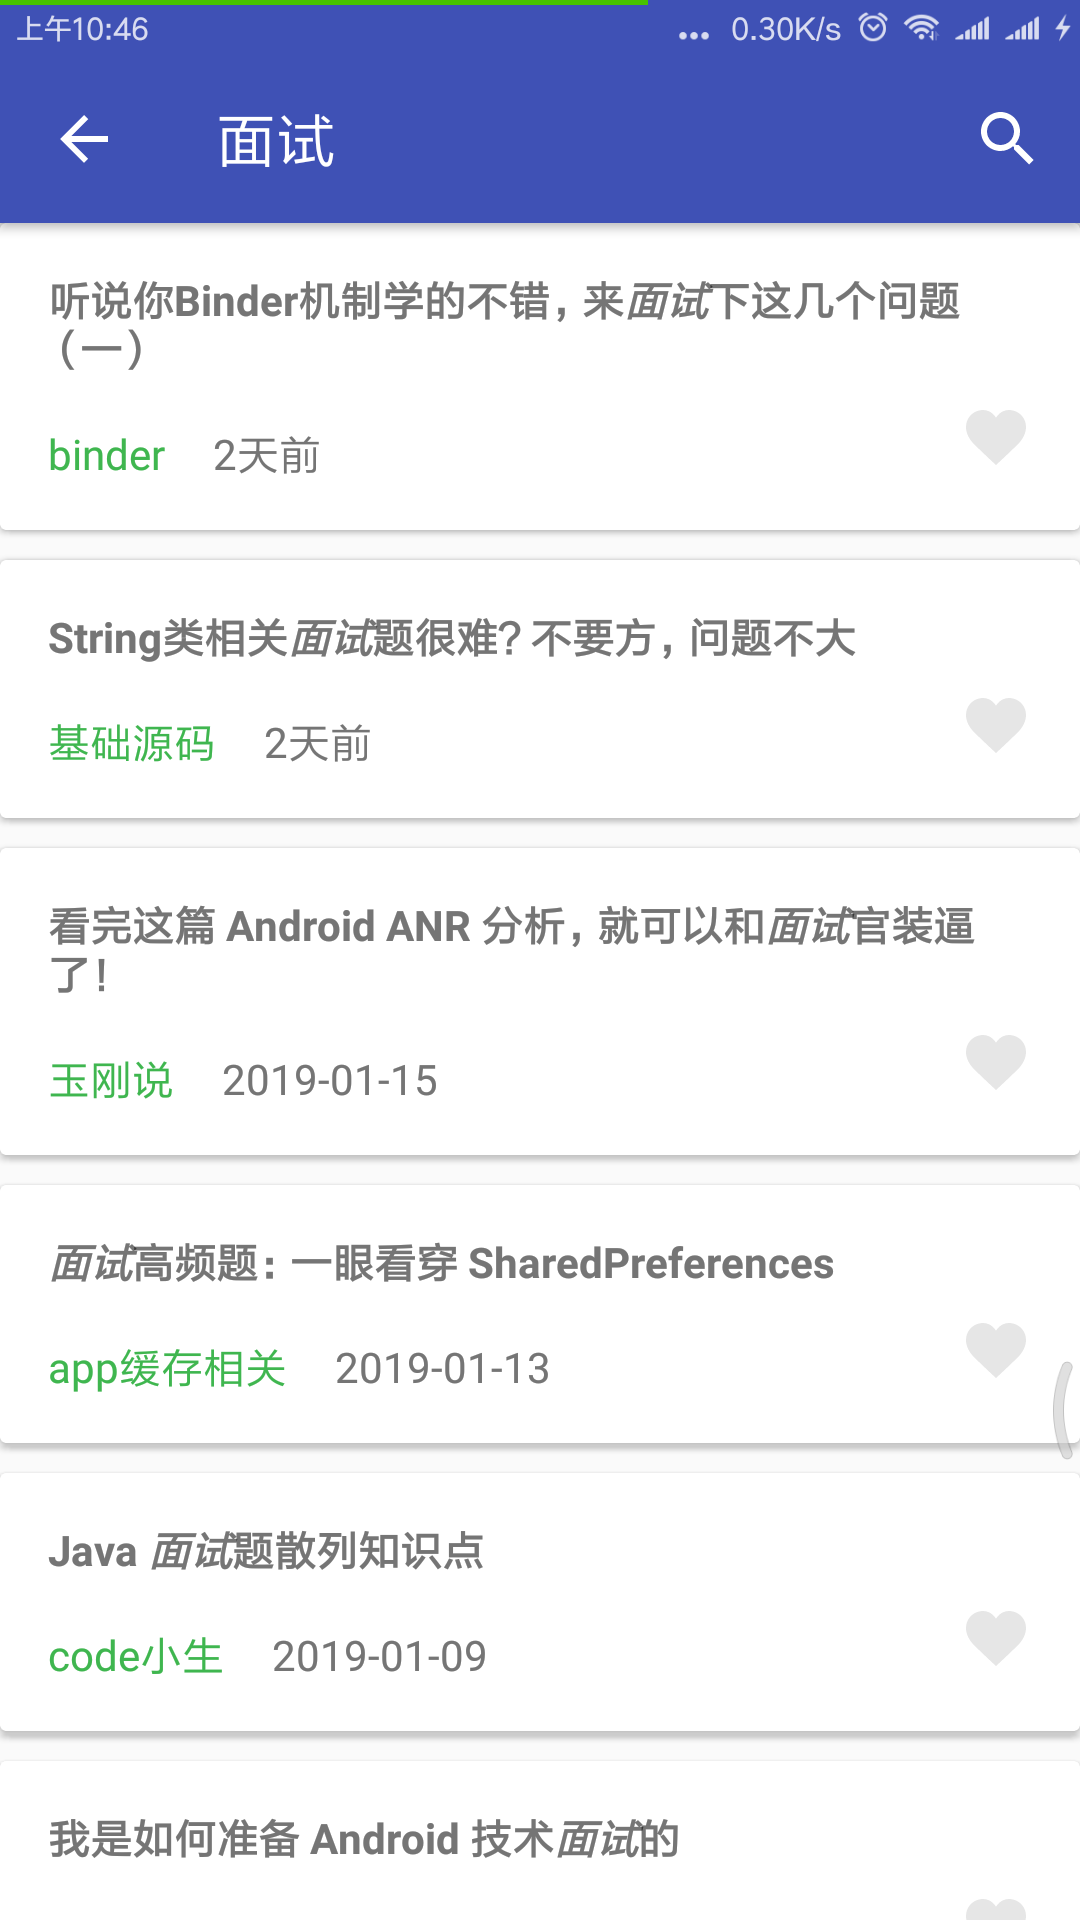 上午10:46
... 0.30K/s
面试
听说你Binder机制学的不错，来面试下这几个问题
（一）
binder 2天前
String类相关面试题很难？不要方，问题不大
基础源码 2天前
看完这篇 Android ANR 分析，就可以和面试官装逼
了！
玉刚说 2019-01-15
面试高频题：一眼看穿 SharedPreferences
app缓存相关 2019-01-13
Java 面试题散列知识点
code小生 2019-01-09
我是如何准备 Android 技术面试的